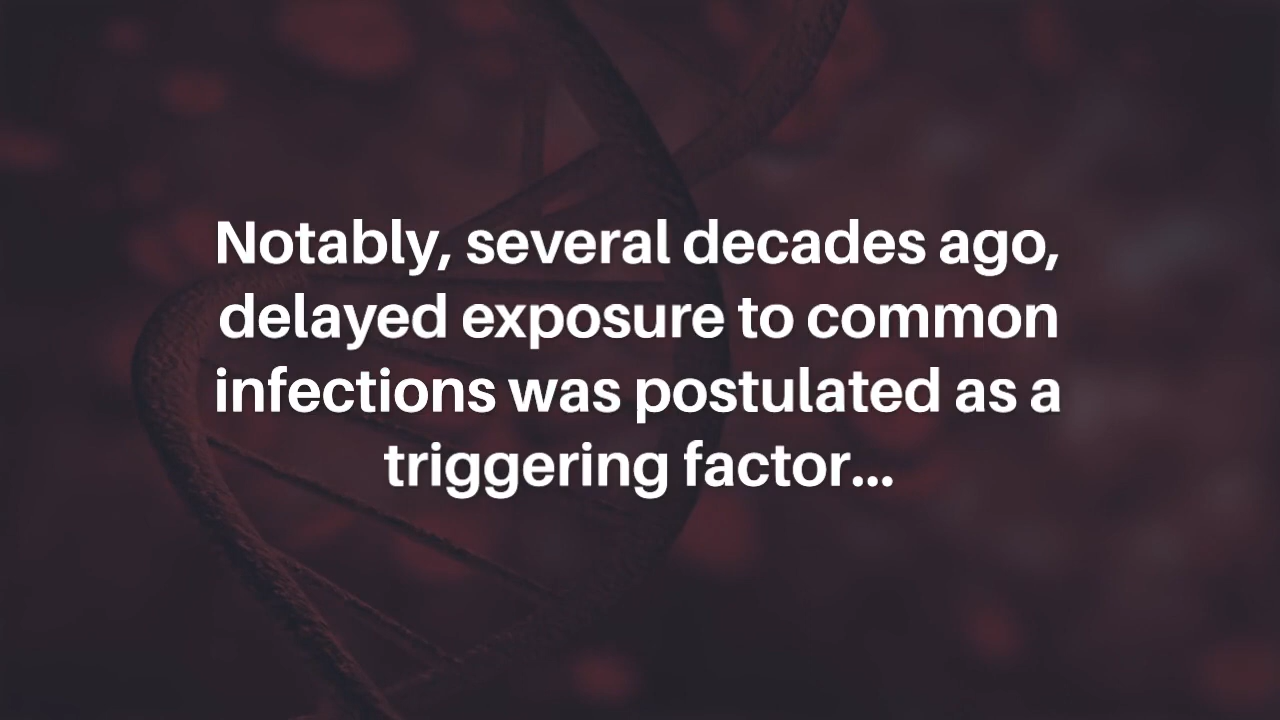 Notably, several decades ago,
delayed exposure to common
infections was postulated as a
triggering factor...